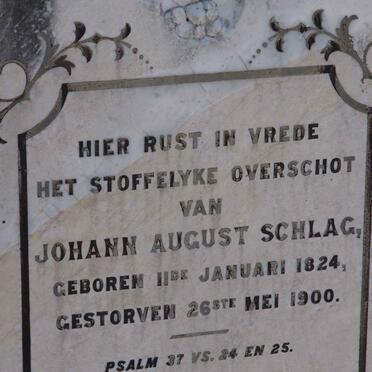 HIER RUST IN VREDE
HET STOFFELYKE OVERSCHOT
VAN
JOHANN AUGUST SCHLAG,
GEBOREN 11DE JANUARI 1824,
GESTORVEN 26STE MEI 1900.
PSALM 37 VS. 24 EN 25.